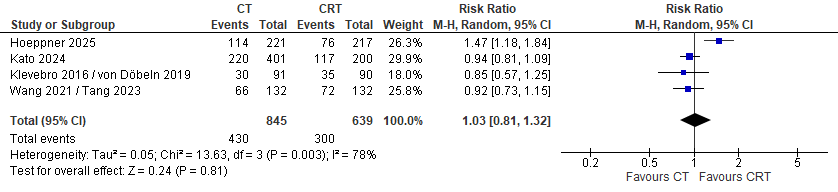 CT CRT Risk Ratio Risk Ratio
Study or Subgroup Events Total Events Total Weight M-H, Random, 95% CI M-H, Random, 95% CI
Hoeppner 2025 114 221 76 217 26.3% 1.47 [1.18, 1.84]
Kato 2024 220 401 117 200 29.9% 0.94 [0.81, 1.09]
Klevebro 2016 / von Döbeln 2019 30 91 35 90 18.0% 0.85 [0.57, 1.25]
Wang 2021 / Tang 2023 66 132 72 132 25.8% 0.92 [0.73, 1.15]
Total (95% CI) 845 639 100.0% 1.03 [0.81, 1.32]
Total events 430 300
Heterogeneity: Tau² = 0.05; Chi² = 13.63, df = 3 (P = 0.003); I² = 78%
Test for overall effect: Z = 0.24 (P = 0.81)
0.2 0.5 1 2 5
Favours CT Favours CRT